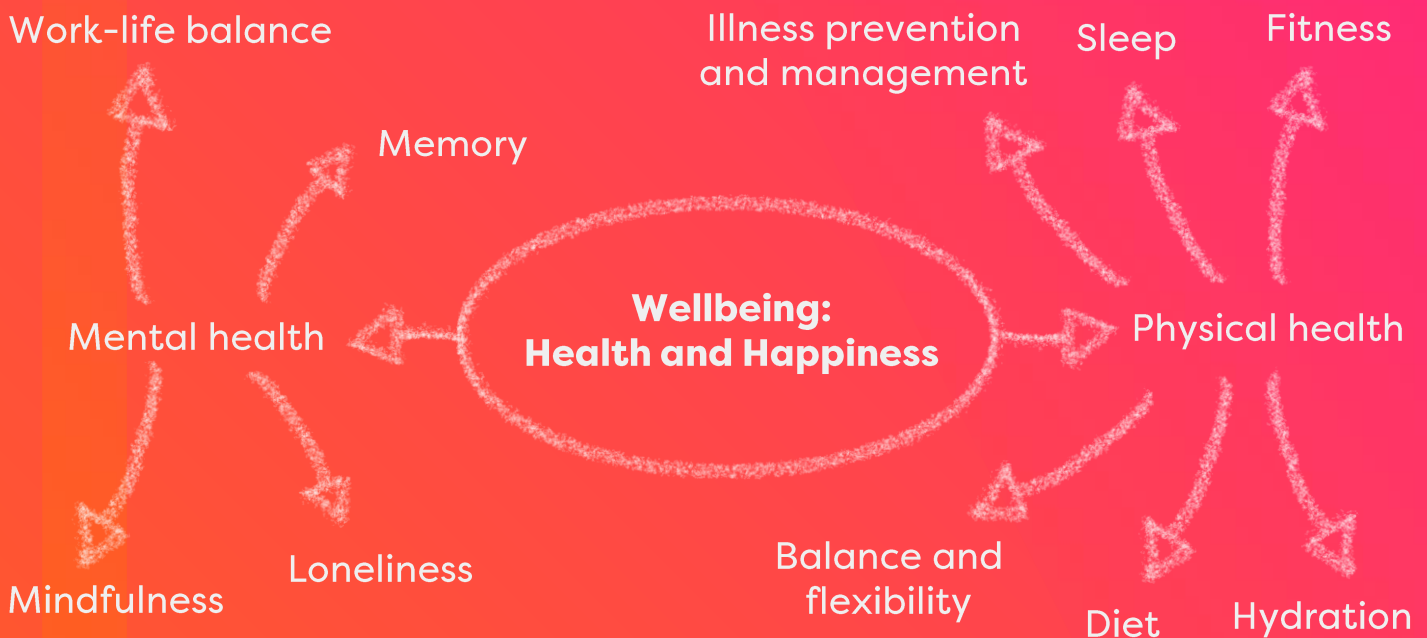 Work-life balance
Illness prevention
and management
Sleep
Fitness
Memory
Mental health
Wellbeing:
Health and Happiness
Physical health
Mindfulness
Loneliness
Balance and
flexibility
Diet
Hydration